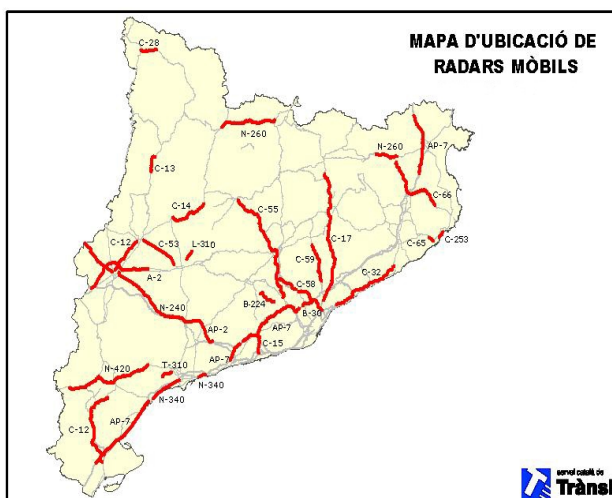 MAPA D'UBICACIÓ DE
RADARS MÒBILS
C-28
N-260
N-260
AP-7
C-13
C-66
C-14
C-55
C-12
C-53
L-310
C-17
C-65
C-253
C-59
A-2
C-32
C-58
N-240
B-224
B-30
AP-2
AP-7
C-15
AP-7
N-420
T-310
N-340
N-340
AP-7
C-12
servei català de
Trànsi